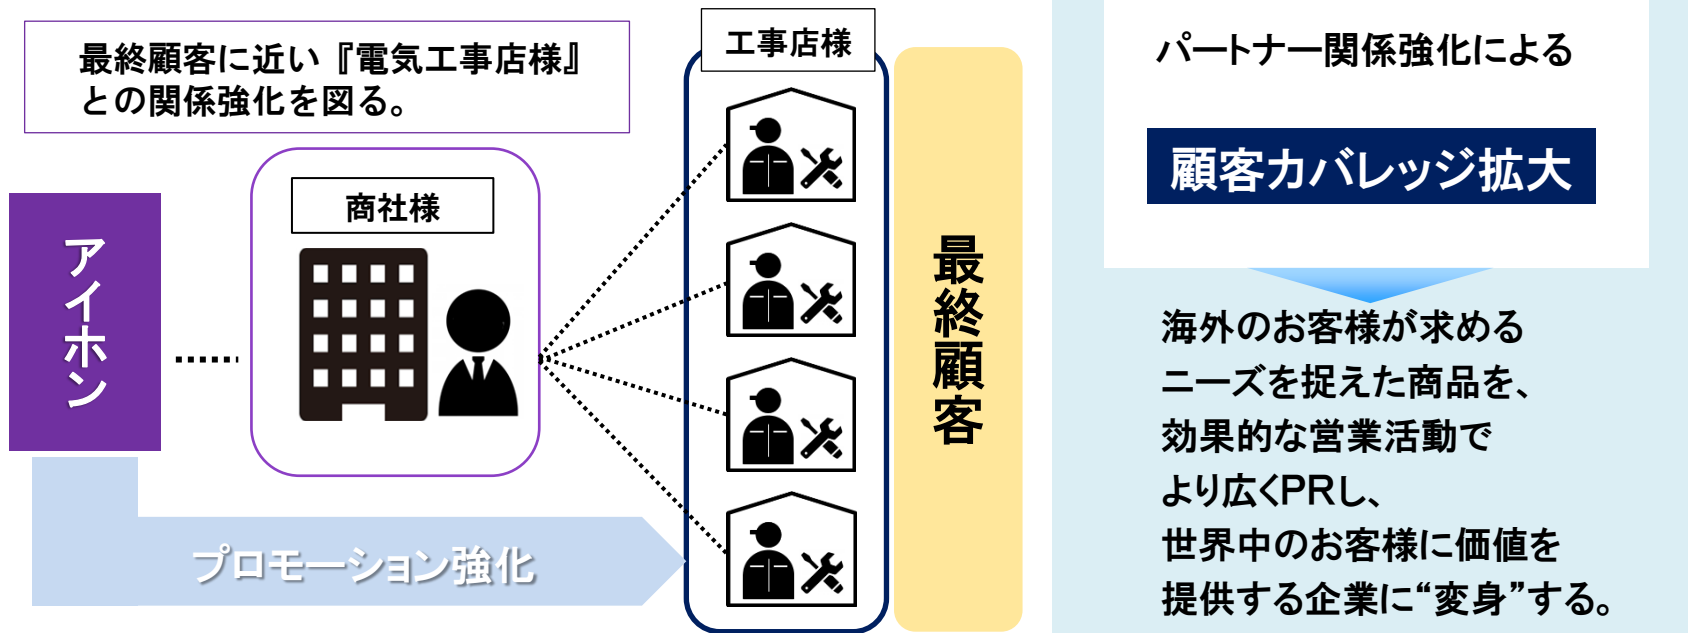 最終顧客に近い『電気工事店様』
との関係強化を図る。
アイホン
商社様
工事店様
最終顧客
プロモーション強化
パートナー関係強化による
顧客カバレッジ拡大
海外のお客様が求める
ニーズを捉えた商品を、
効果的な営業活動で
より広くPRし、
世界中のお客様に価値を
提供する企業に“変身”する。